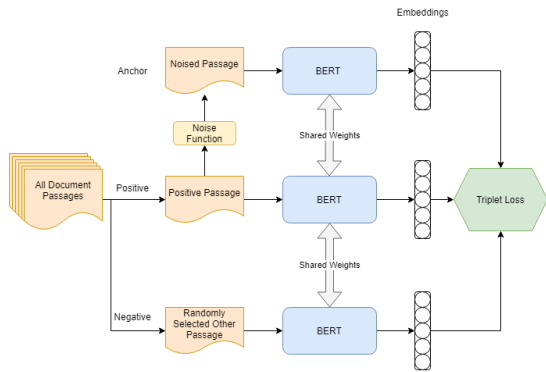 Embeddings
Anchor
Noised Passage
BERT
Noise
Function
Shared Weights
All Document
Passages
Positive
Positive Passage
BERT
Triplet Loss
Shared Weights
Negative
Randomly
Selected Other
Passage
BERT